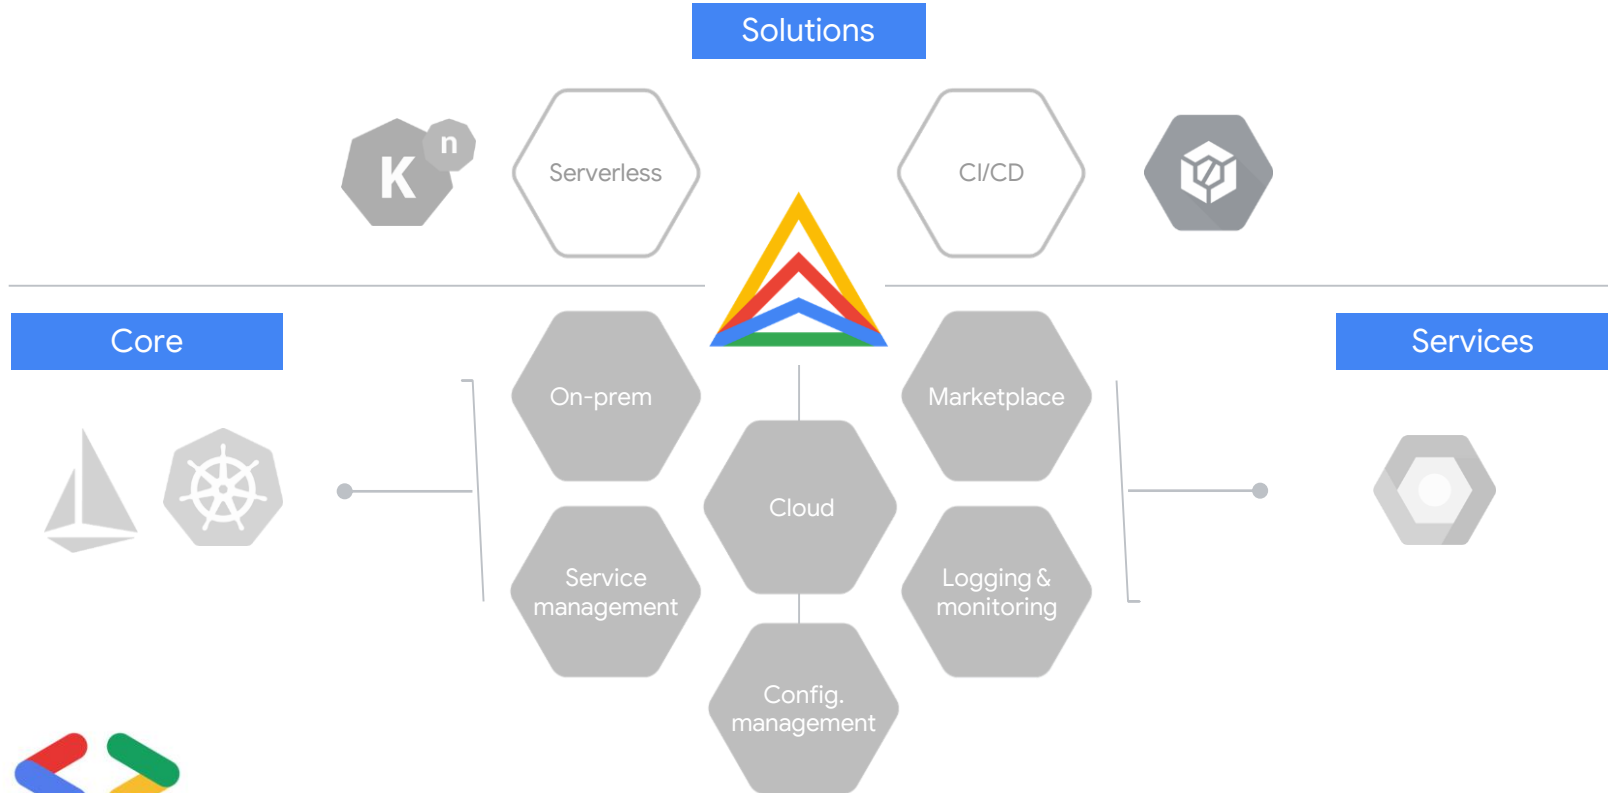 Solutions
K
n
Serverless
CI/CD
Core
Services
On-prem
Marketplace
Cloud
Service
management
Logging &
monitoring
Config.
management